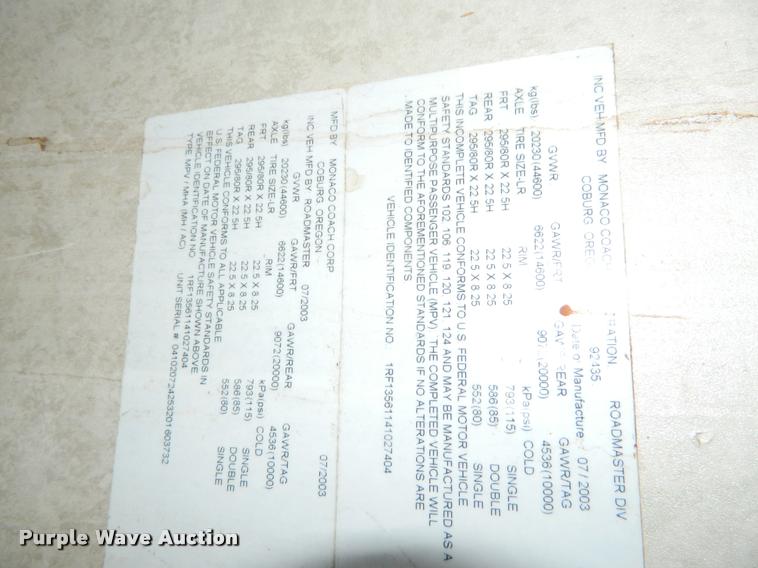 INC VEH MFD BY MONACO COACH RATION ROADMASTER DIV
COBURG OREG 92435 Date of Manufacture 07/2003
GVWR GAWR/FRT GAWR/REAR GAWR/TAG
kg(lbs) 20230(44600) 6622(14600) 9072(20000) 4536(10000)
AXLE TIRE SIZE-LR RIM kPa(psi) COLD
FRT 295/80R X 22.5H 22.5 X 8.25 793(115) SINGLE
REAR 295/80R X 22.5H 22.5 X 8.25 586(85) DOUBLE
TAG 295/80R X 22.5H 22.5 X 8.25 552(80) SINGLE
THIS INCOMPLETE VEHICLE CONFORMS TO U S FEDERAL MOTOR VEHICLE
SAFETY STANDARDS 102 106 119 120 121 124 AND MAY BE MANUFACTURED AS A
MULTIPURPOSE PASSENGER VEHICLE (MPV). THE COMPLETED VEHICLE WILL
CONFORM TO THE AFOREMENTIONED STANDARDS IF NO ALTERATIONS ARE
MADE TO IDENTIFIED COMPONENTS
VEHICLE IDENTIFICATION NO. 1RF13561141027404
MFD BY MONACO COACH CORP 07/2003
COBURG, OREGON
INC VEH MFD BY ROADMASTER 07/2003
GVWR GAWR/FRT GAWR/REAR GAWR/TAG
kg(lbs) 20230(44600) 6622(14600) 9072(20000) 4536(10000)
AXLE TIRE SIZE-LR RIM kPa(psi) COLD
FRT 295/80R X 22.5H 22.5 X 8.25 793(115) SINGLE
REAR 295/80R X 22.5H 22.5 X 8.25 586(85) DOUBLE
TAG 295/80R X 22.5H 22.5 X 8.25 552(80) SINGLE
THIS VEHICLE CONFORMS TO ALL APPLICABLE
U.S. FEDERAL MOTOR VEHICLE SAFETY STANDARDS IN
EFFECT ON DATE OF MANUFACTURE SHOWN ABOVE
VEHICLE IDENTIFICATION NO 1RF13561141027404
TYPE MPV / MHA (MH / AC) UNIT SERIAL # 0410207242583201603732
Purple Wave Auction